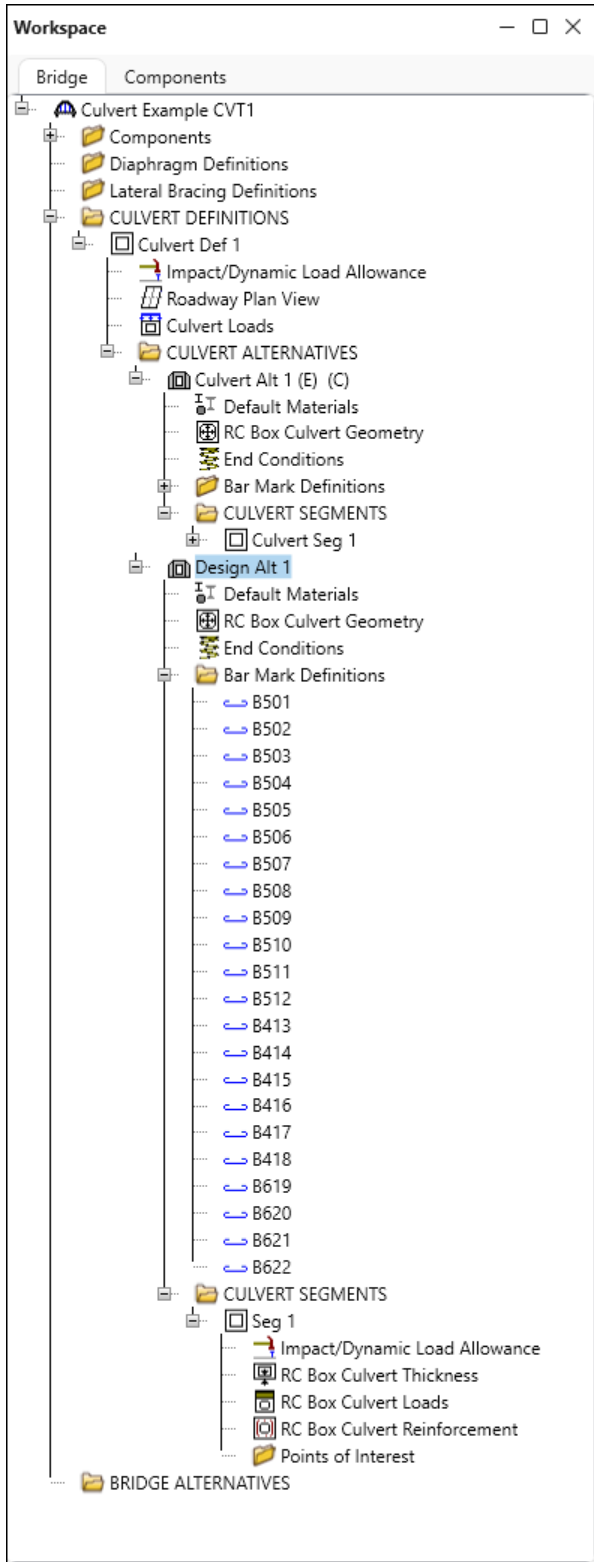 Workspace
Bridge Components
Culvert Example CVT1
Components
Diaphragm Definitions
Lateral Bracing Definitions
CULVERT DEFINITIONS
Culvert Def 1
Impact/Dynamic Load Allowance
Roadway Plan View
Culvert Loads
CULVERT ALTERNATIVES
Culvert Alt 1 (E) (C)
Default Materials
RC Box Culvert Geometry
End Conditions
Bar Mark Definitions
CULVERT SEGMENTS
Culvert Seg 1
Design Alt 1
Default Materials
RC Box Culvert Geometry
End Conditions
Bar Mark Definitions
B501
B502
B503
B504
B505
B506
B507
B508
B509
B510
B511
B512
B413
B414
B415
B416
B417
B418
B619
B620
B621
B622
CULVERT SEGMENTS
Seg 1
Impact/Dynamic Load Allowance
RC Box Culvert Thickness
RC Box Culvert Loads
RC Box Culvert Reinforcement
Points of Interest
BRIDGE ALTERNATIVES